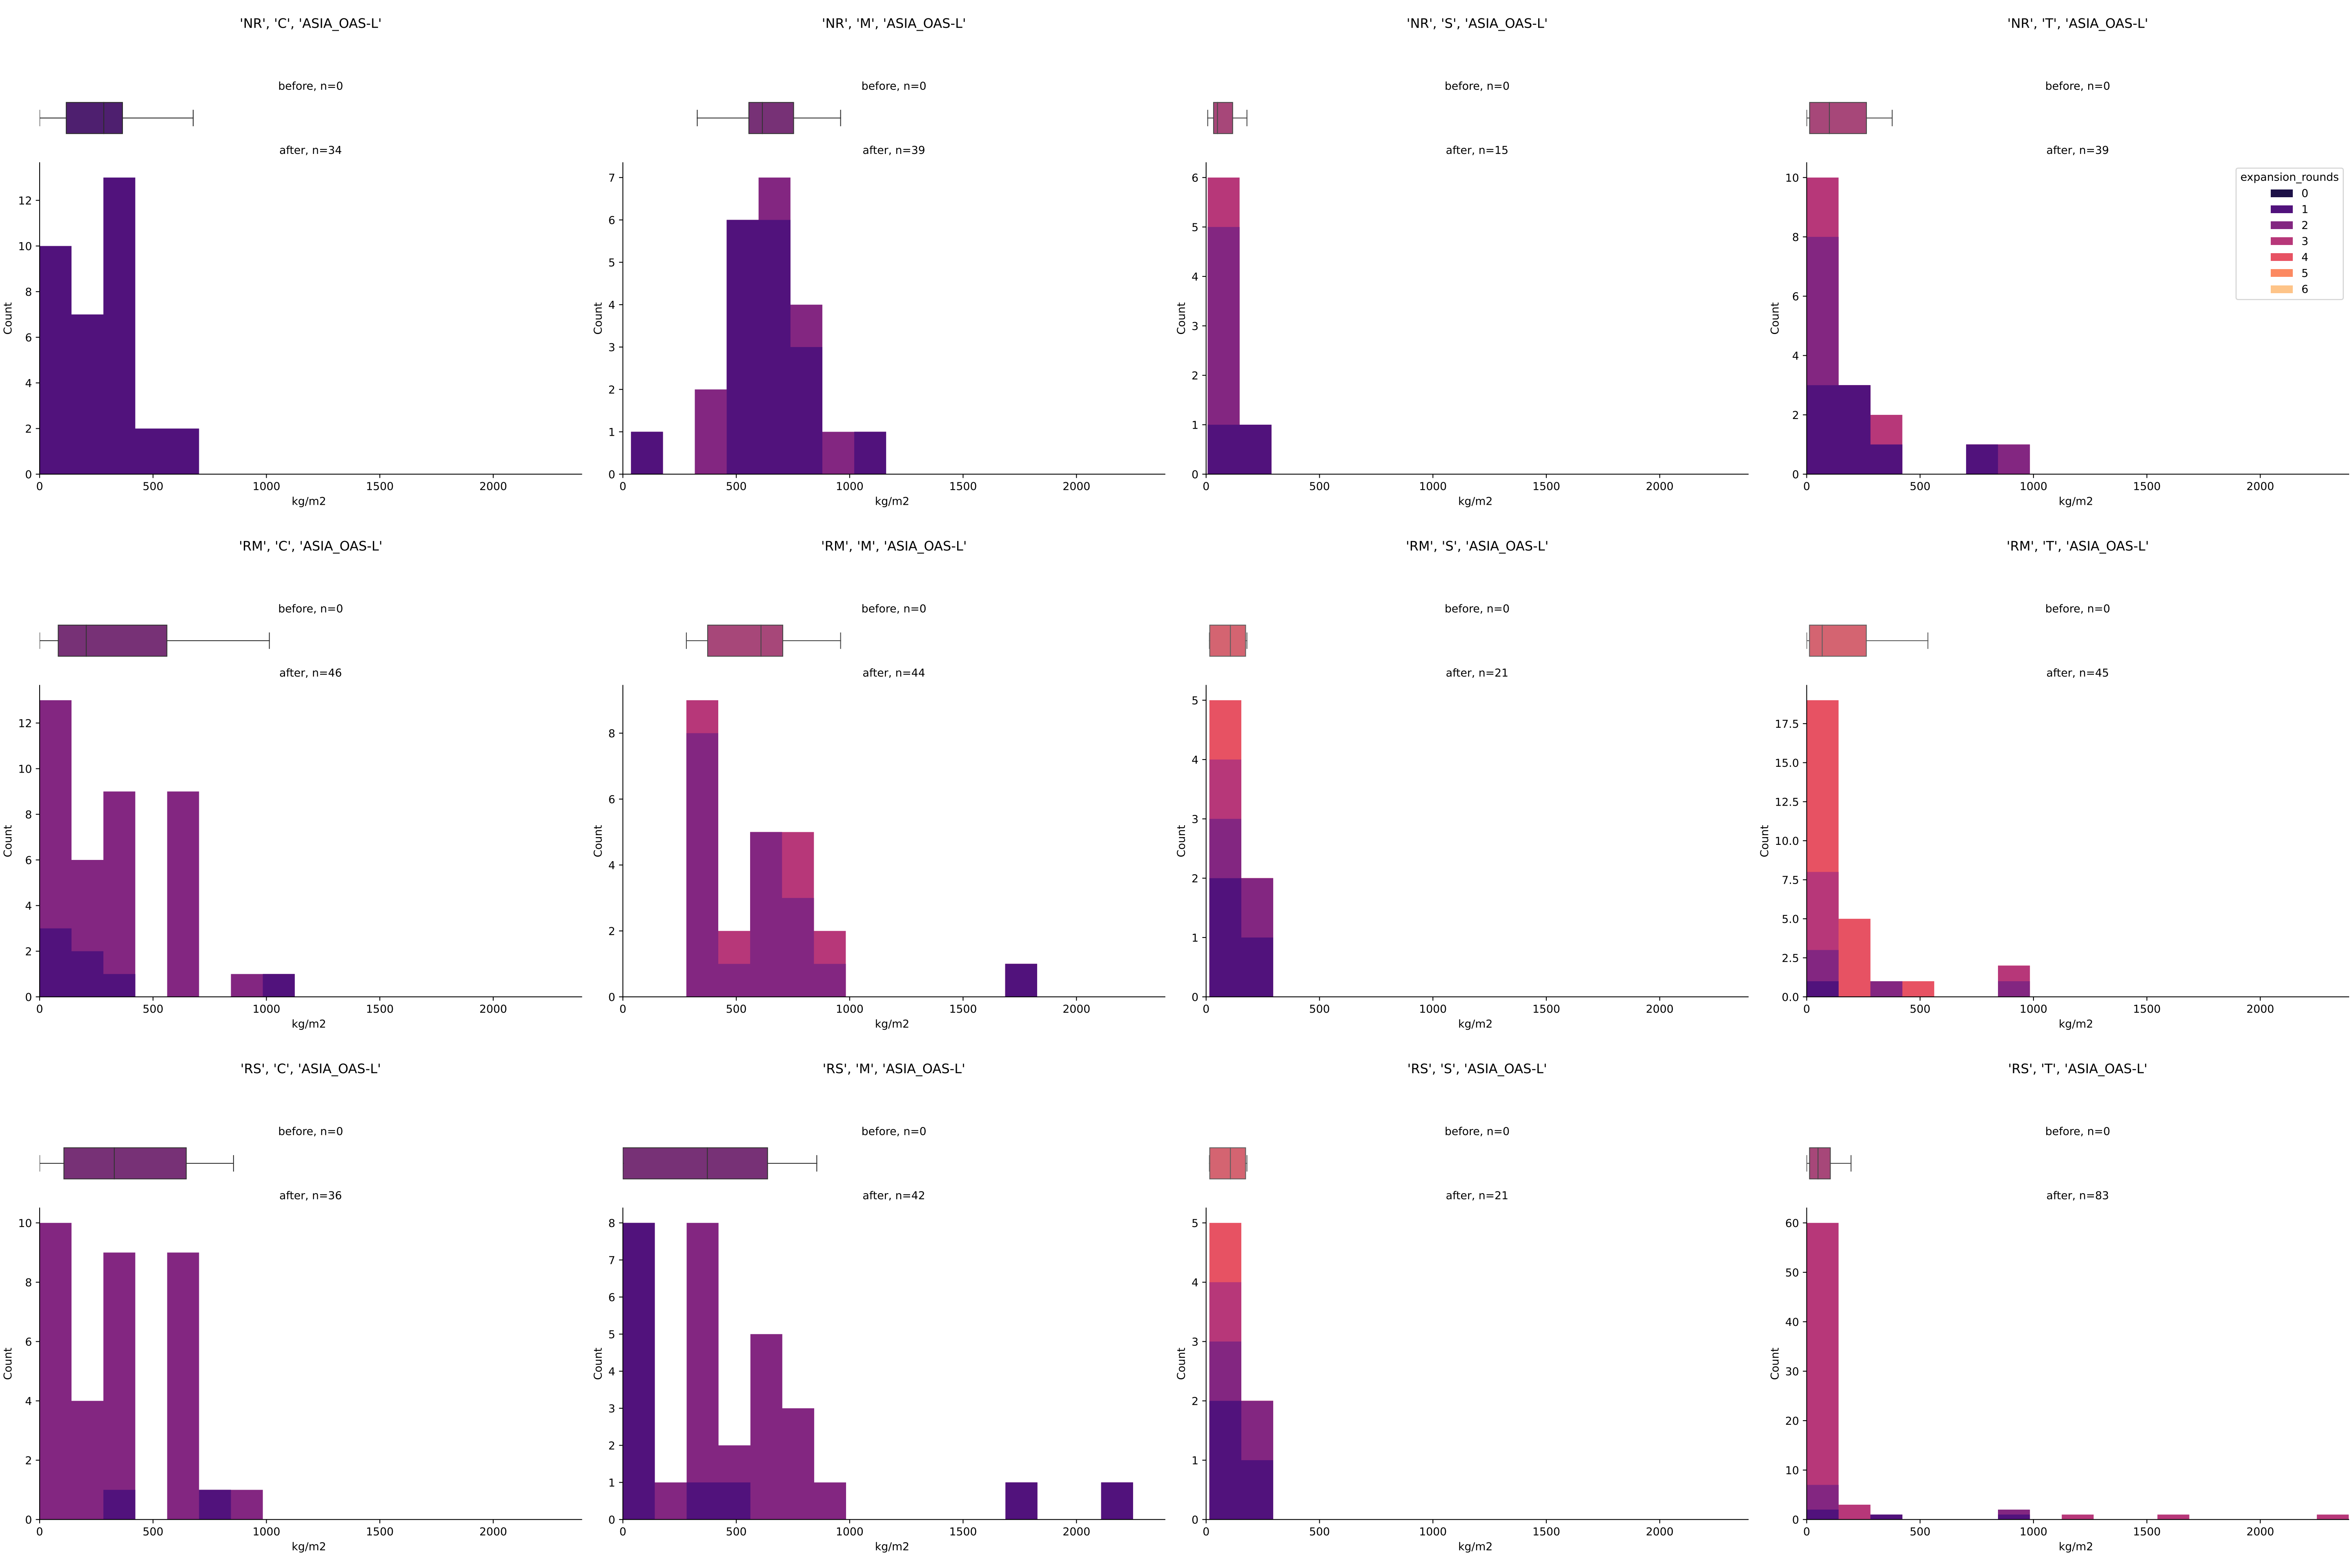 'NR', 'C', 'ASIA_OAS-L'
before, n=0
after, n=34
12
10
8
6
4
2
0
Count
0 500 1000 1500 2000
kg/m2
'NR', 'M', 'ASIA_OAS-L'
before, n=0
after, n=39
7
6
5
4
3
2
1
0
Count
0 500 1000 1500 2000
kg/m2
'NR', 'S', 'ASIA_OAS-L'
before, n=0
after, n=15
6
5
4
3
2
1
0
Count
0 500 1000 1500 2000
kg/m2
'NR', 'T', 'ASIA_OAS-L'
before, n=0
after, n=39
10
8
6
4
2
0
Count
expansion_rounds
0
1
2
3
4
5
6
0 500 1000 1500 2000
kg/m2
'RM', 'C', 'ASIA_OAS-L'
before, n=0
after, n=46
12
10
8
6
4
2
0
Count
0 500 1000 1500 2000
kg/m2
'RM', 'M', 'ASIA_OAS-L'
before, n=0
after, n=44
8
6
4
2
0
Count
0 500 1000 1500 2000
kg/m2
'RM', 'S', 'ASIA_OAS-L'
before, n=0
after, n=21
5
4
3
2
1
0
Count
0 500 1000 1500 2000
kg/m2
'RM', 'T', 'ASIA_OAS-L'
before, n=0
after, n=45
17.5
15.0
12.5
10.0
7.5
5.0
2.5
0.0
Count
0 500 1000 1500 2000
kg/m2
'RS', 'C', 'ASIA_OAS-L'
before, n=0
after, n=36
10
8
6
4
2
0
Count
0 500 1000 1500 2000
kg/m2
'RS', 'M', 'ASIA_OAS-L'
before, n=0
after, n=42
8
7
6
5
4
3
2
1
0
Count
0 500 1000 1500 2000
kg/m2
'RS', 'S', 'ASIA_OAS-L'
before, n=0
after, n=21
5
4
3
2
1
0
Count
0 500 1000 1500 2000
kg/m2
'RS', 'T', 'ASIA_OAS-L'
before, n=0
after, n=83
60
50
40
30
20
10
0
Count
0 500 1000 1500 2000
kg/m2